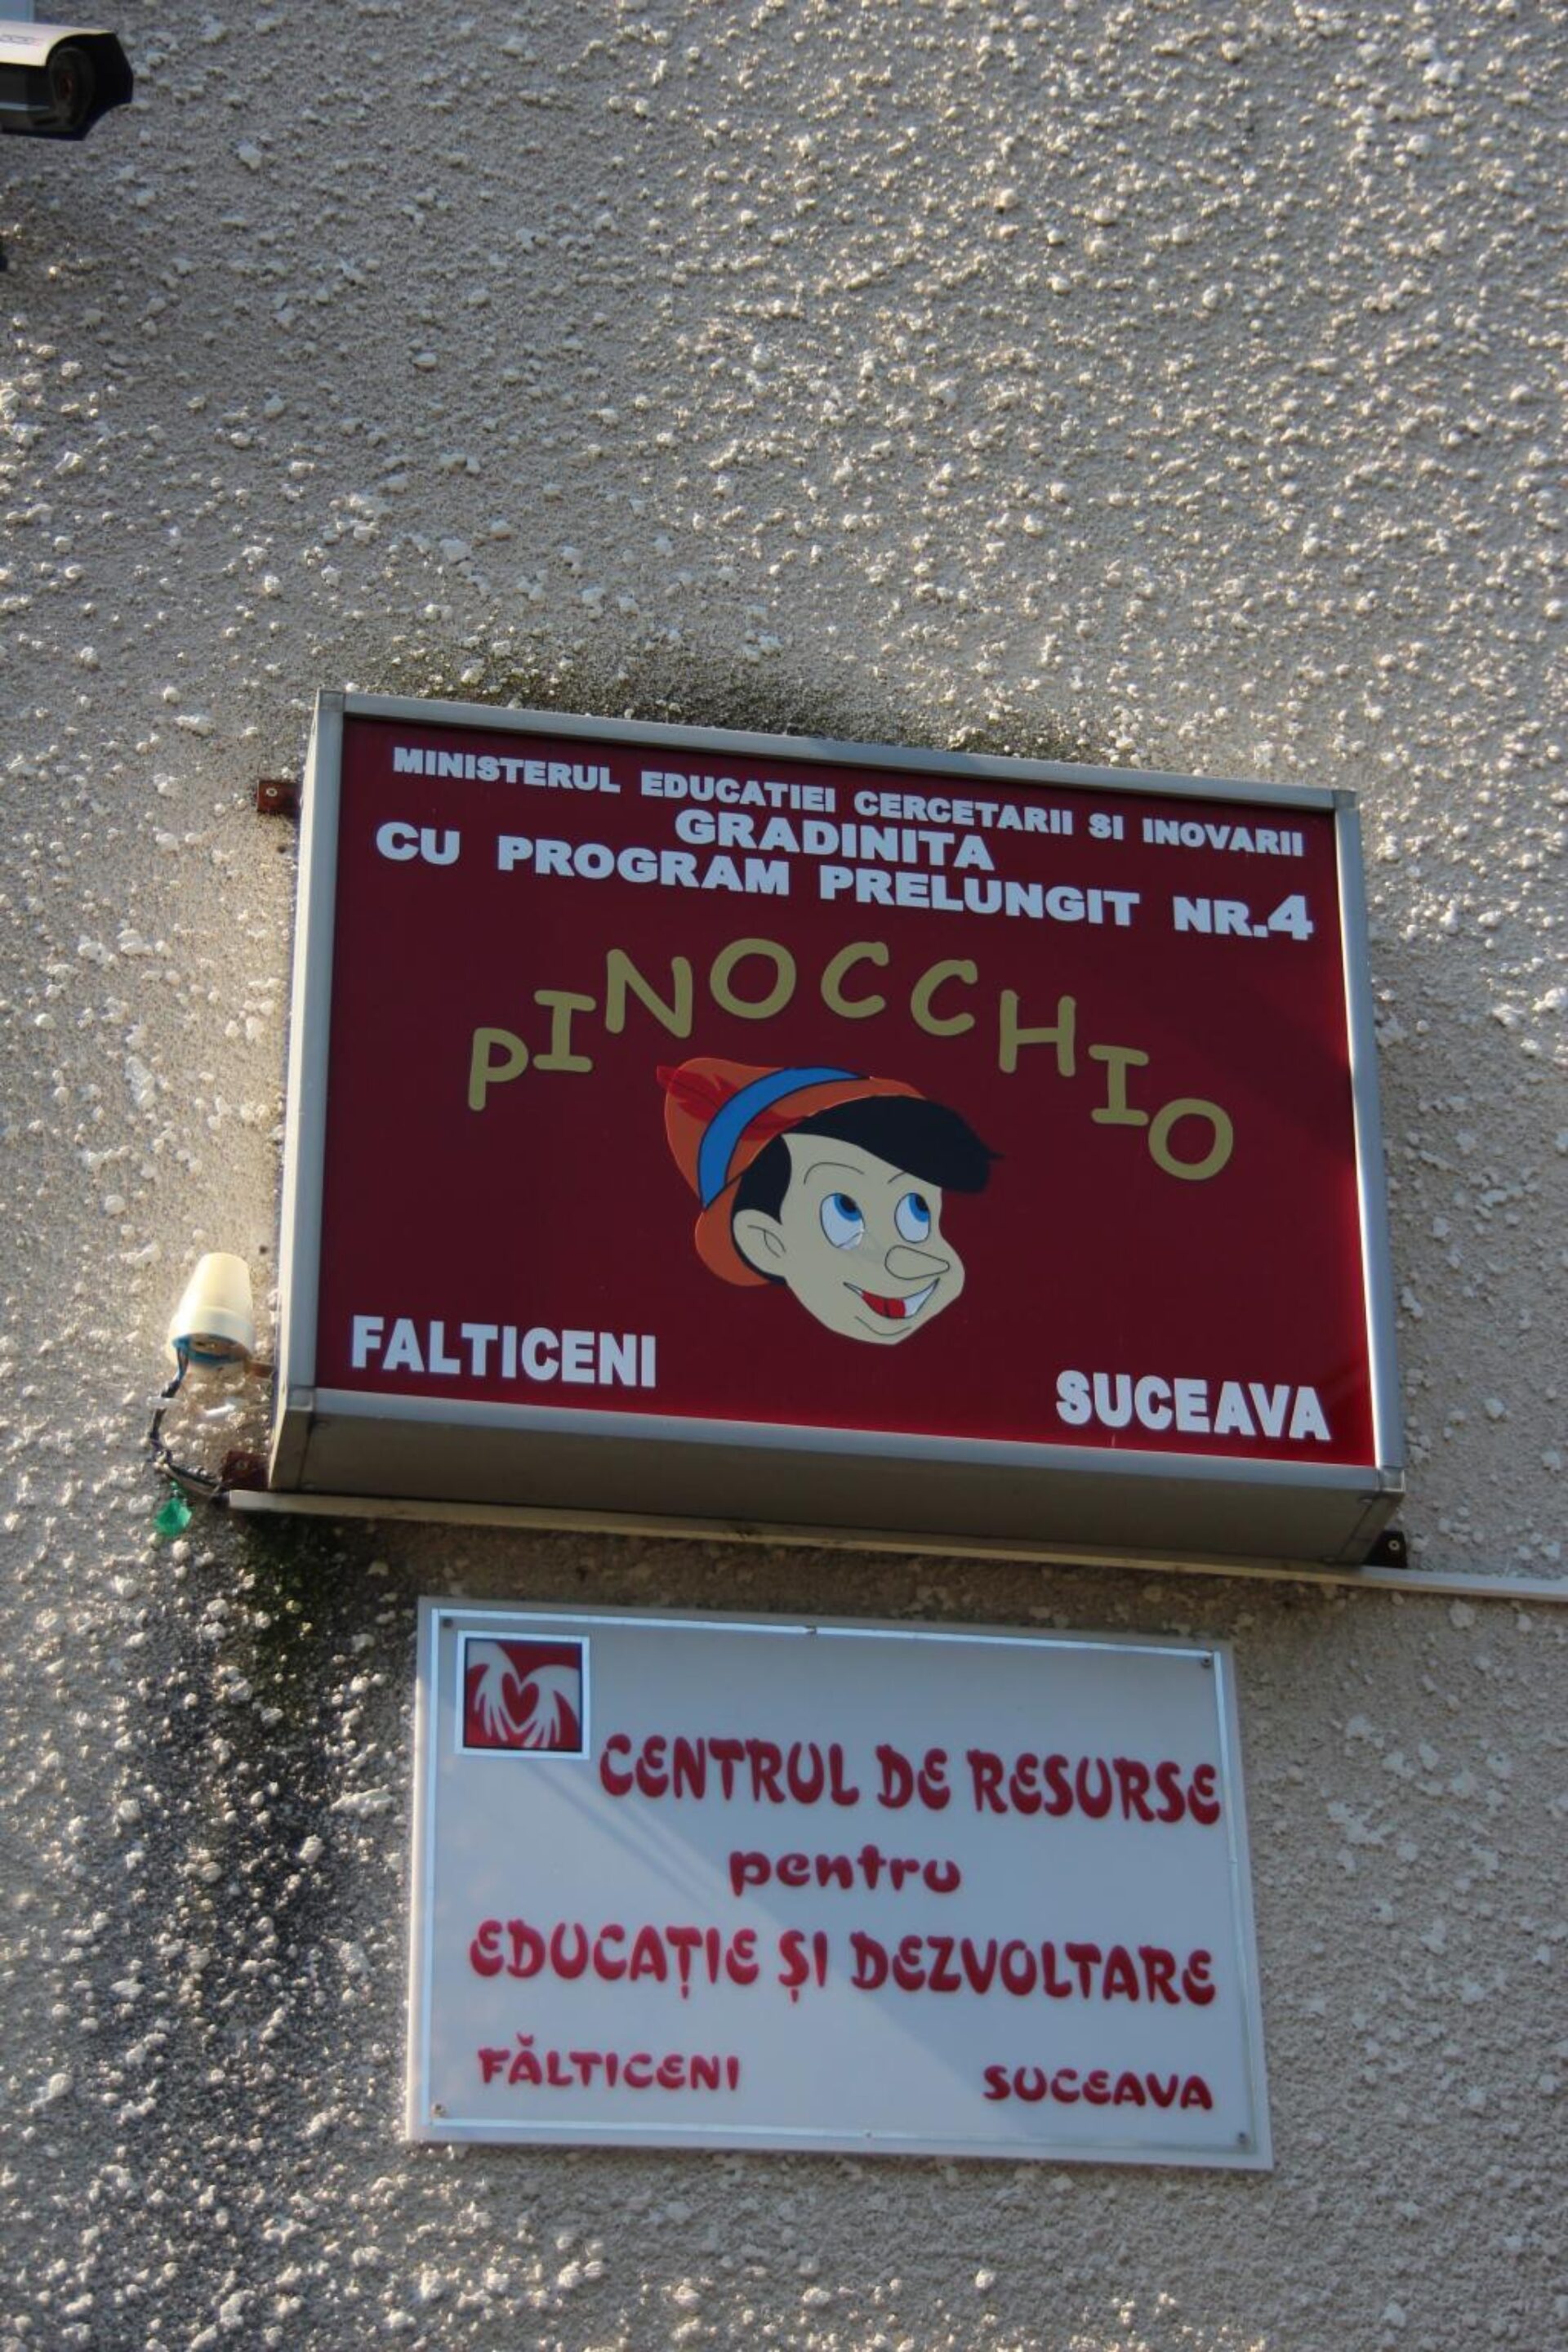 MINISTERUL EDUCATIEI CERCETARII SI INOVARII
GRADINITA
CU PROGRAM PRELUNGIT NR.4
PINOCCHIO
FALTICENI SUCEAVA
CENTRUL DE RESURSE
pentru
EDUCAȚIE ȘI DEZVOLTARE
FĂLTICENI SUCEAVA